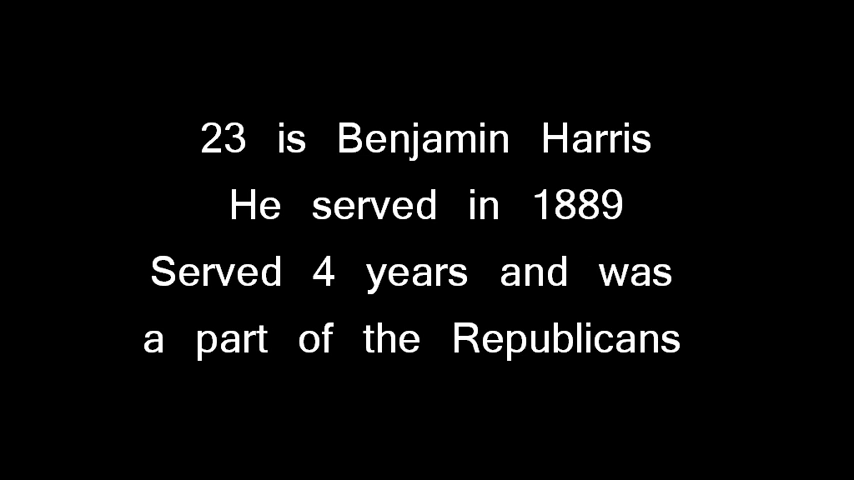 23 is Benjamin Harris
He served in 1889
Served 4 years and was
a part of the Republicans